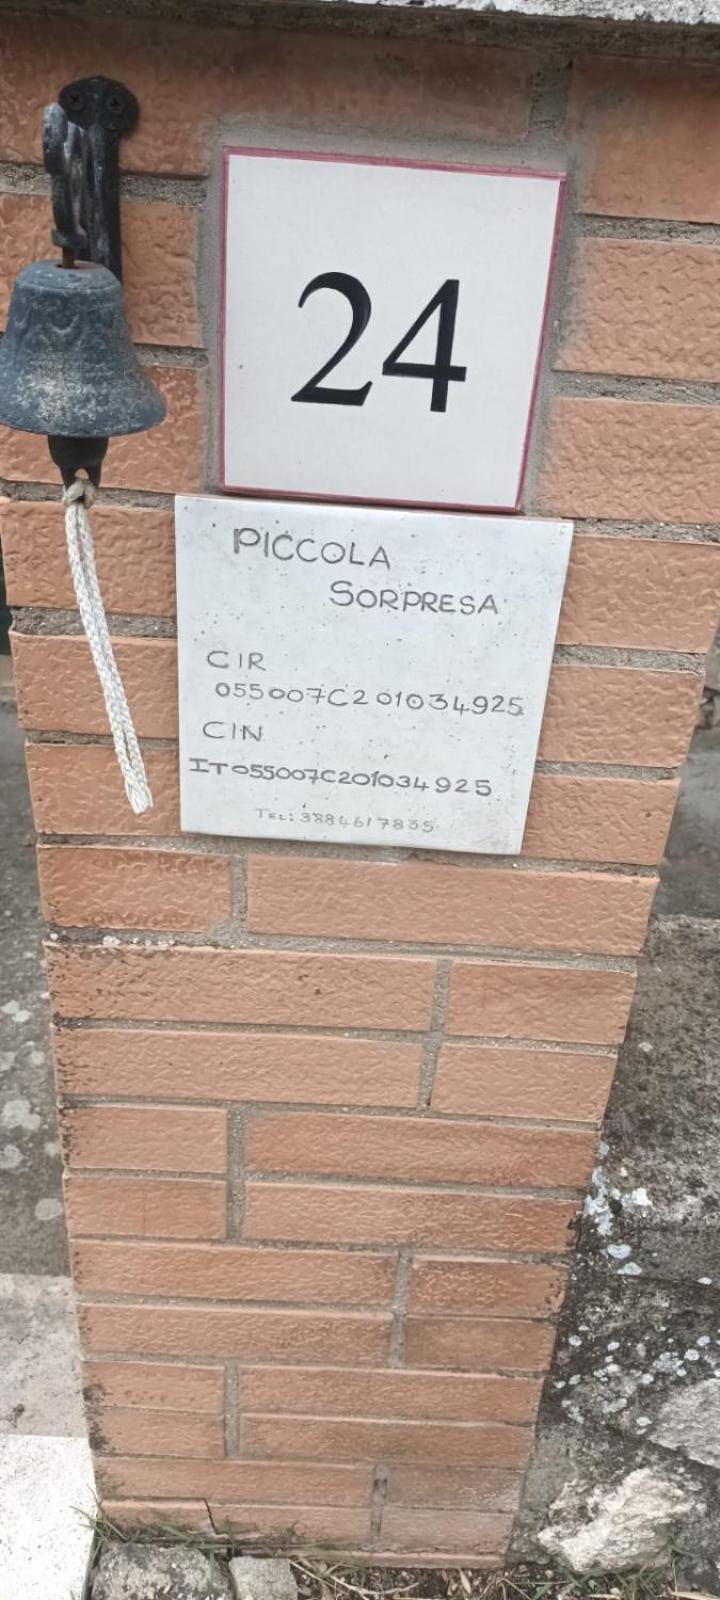 24
PICCOLA
SORPRESA
CIR
055007C201034925
CIN
IT055007C201034925
TEL: 3884617835